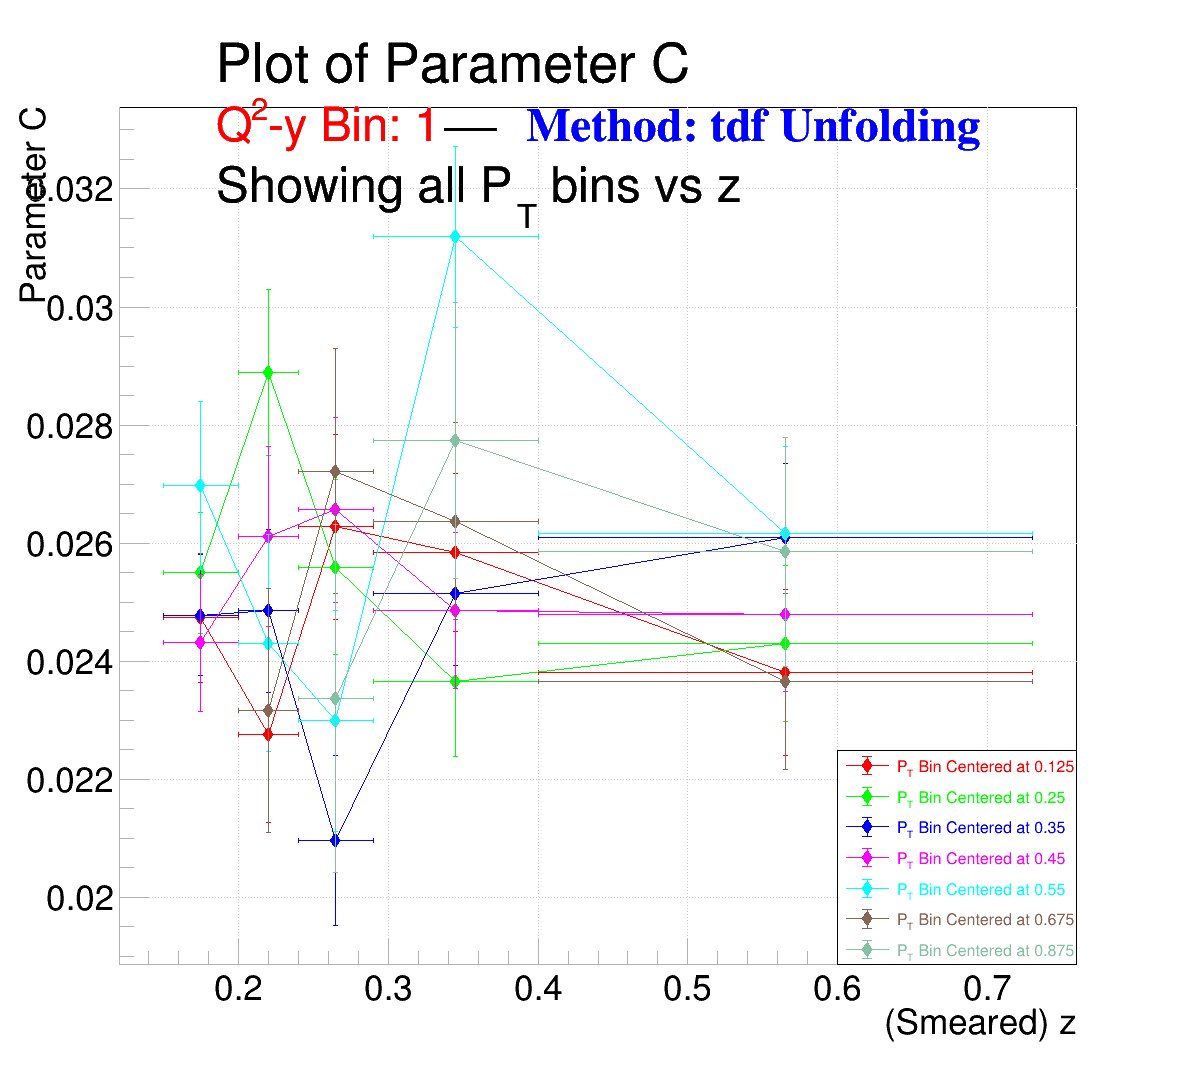 Plot of Parameter C
Q2-y Bin: 1 — Method: tdf Unfolding
Showing all PT bins vs z
Parameter C
0.032
0.03
0.028
0.026
0.024
0.022
0.02
PT Bin Centered at 0.125
PT Bin Centered at 0.25
PT Bin Centered at 0.35
PT Bin Centered at 0.45
PT Bin Centered at 0.55
PT Bin Centered at 0.675
PT Bin Centered at 0.875
0.2 0.3 0.4 0.5 0.6 0.7
(Smeared) z